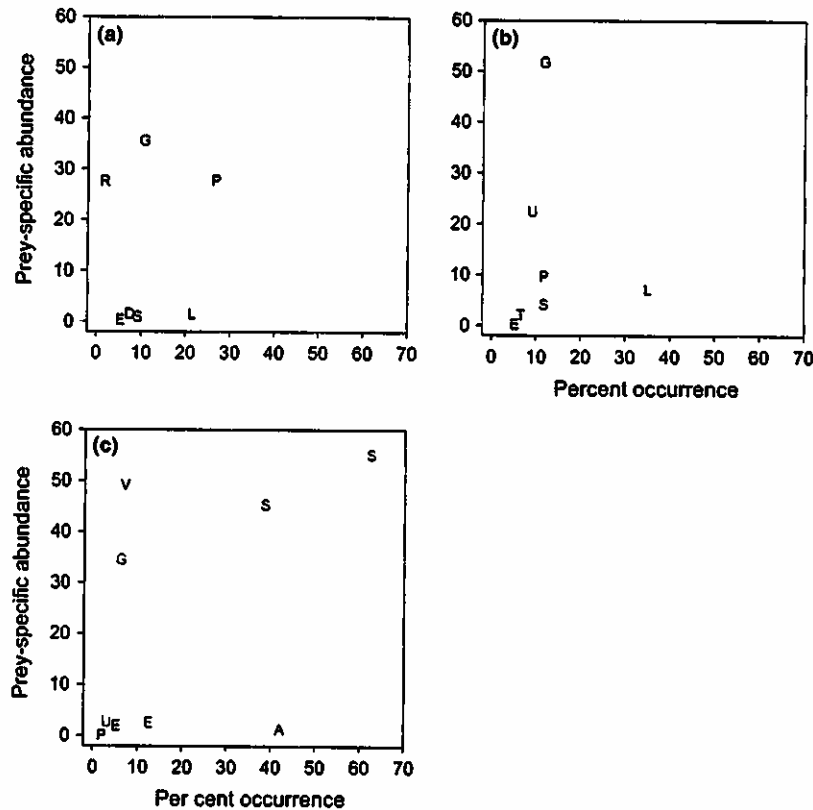 (a)
Prey-specific abundance
60
50
40
30
20
10
0
G
R
P
E
D
S
L
0 10 20 30 40 50 60 70
(b)
60
50
40
30
20
10
0
G
U
P
L
S
T
E
0 10 20 30 40 50 60 70
Percent occurrence
(c)
Prey-specific abundance
60
50
40
30
20
10
0
S
V
S
G
U
E
E
A
P
0 10 20 30 40 50 60 70
Per cent occurrence